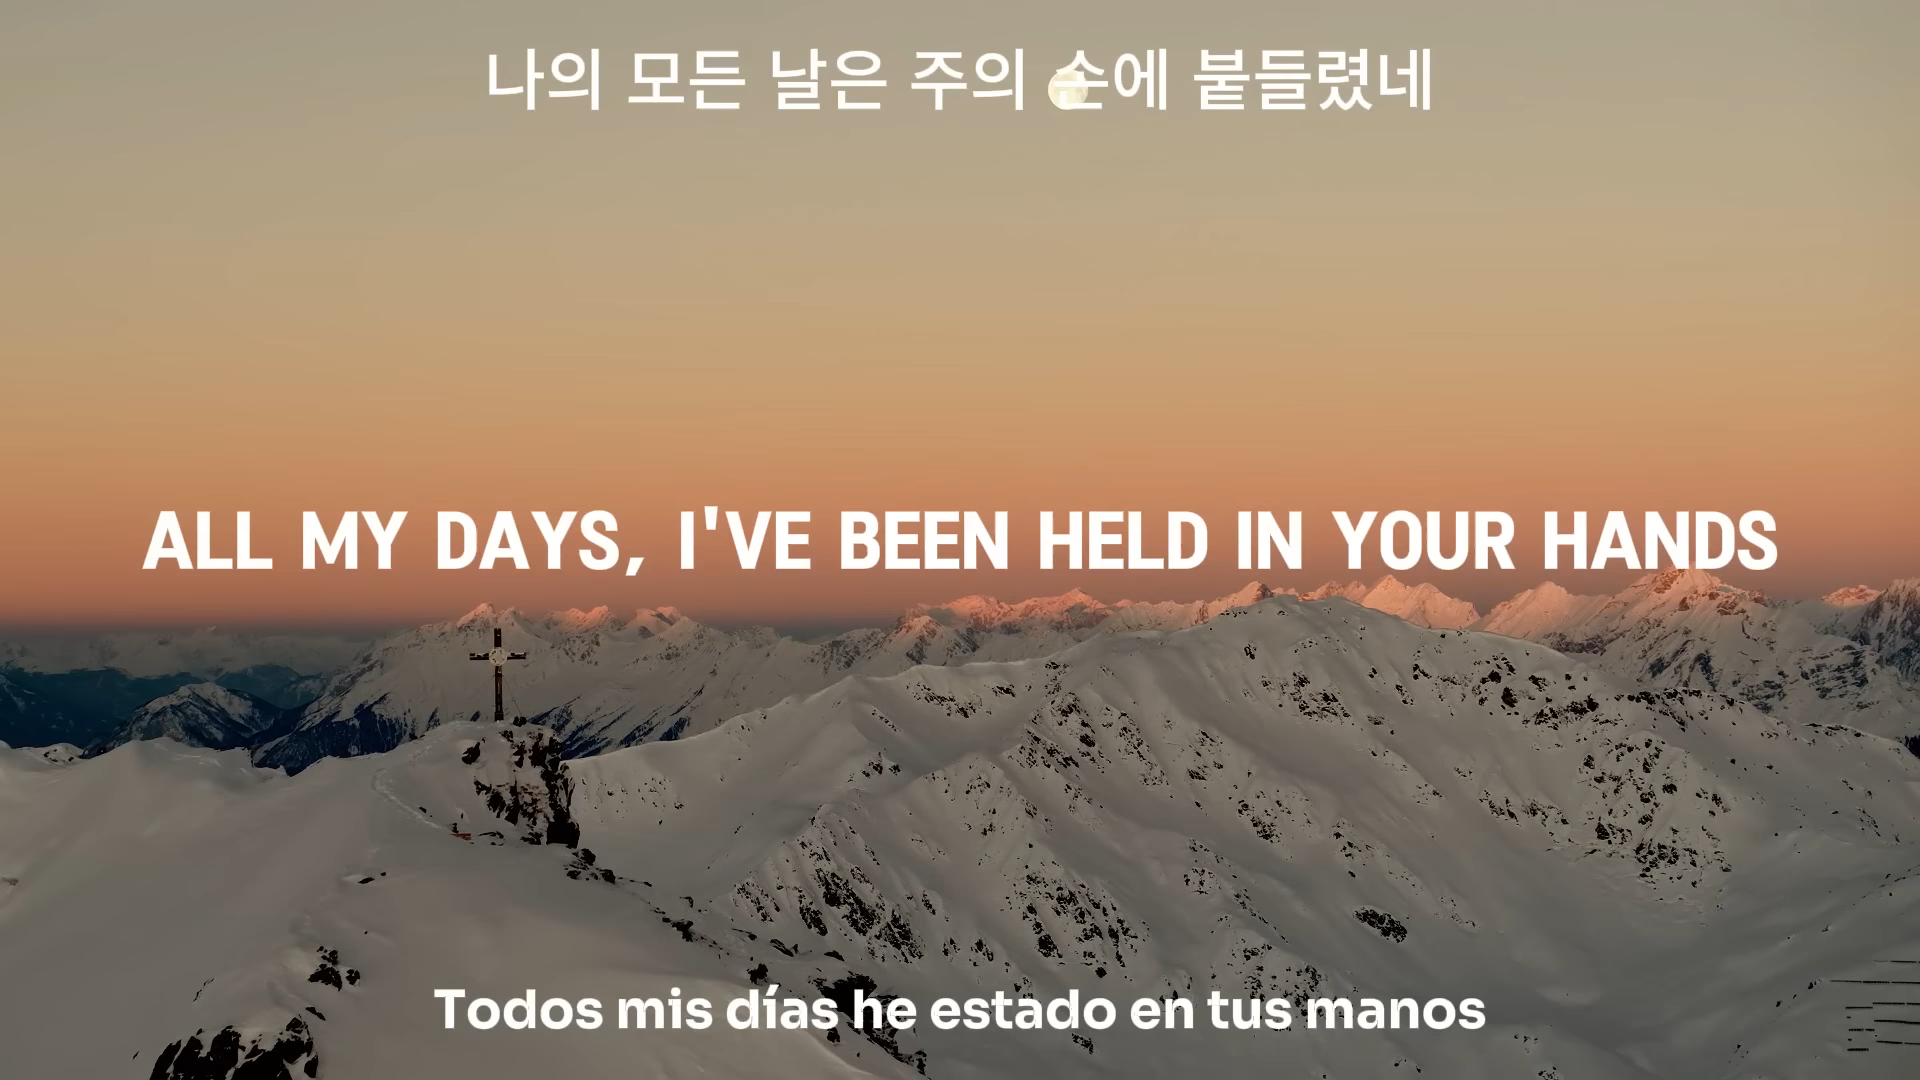 나의 모든 날은 주의 손에 붙들렸네
ALL MY DAYS, I'VE BEEN HELD IN YOUR HANDS
Todos mis días he estado en tus manos